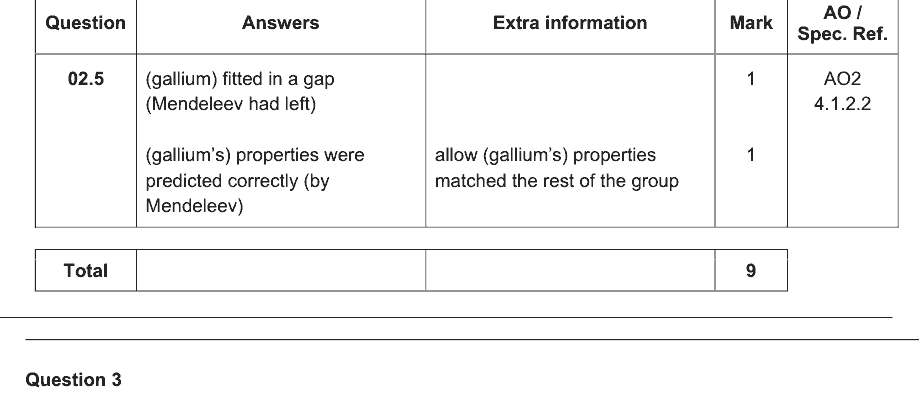 Question Answers Extra information Mark AO / Spec. Ref.
02.5 (gallium) fitted in a gap 1 AO2
(Mendeleev had left) 4.1.2.2
(gallium's) properties were allow (gallium's) properties 1
predicted correctly (by matched the rest of the group
Mendeleev)
Total 9
Question 3